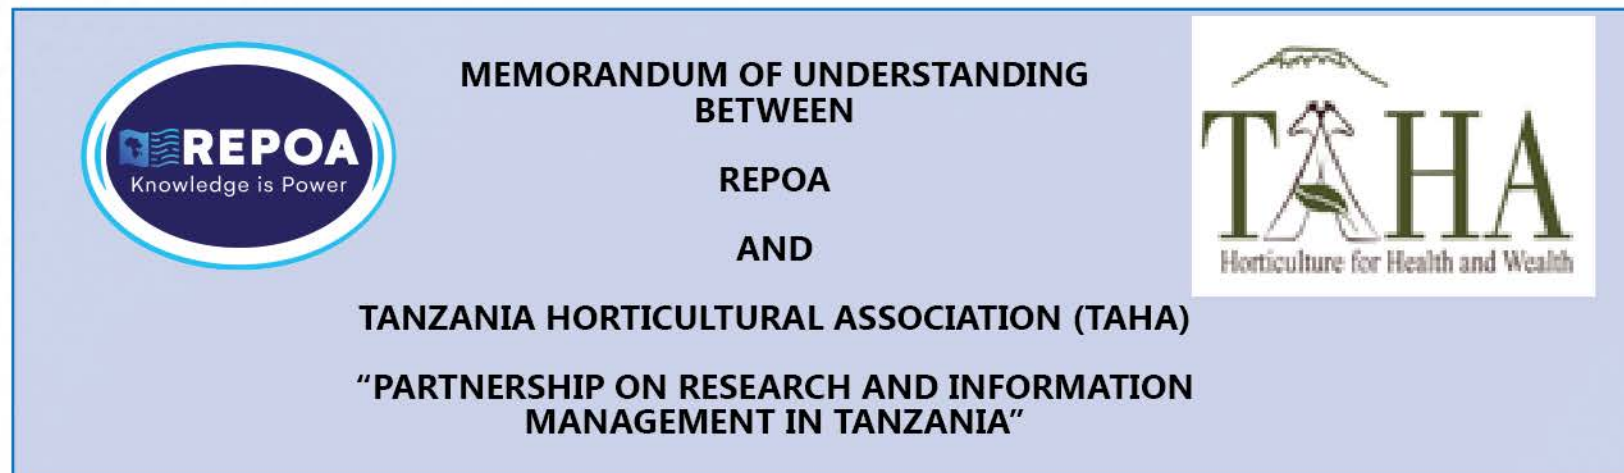 REPOA
Knowledge is Power
MEMORANDUM OF UNDERSTANDING
BETWEEN
REPOA
AND
TANZANIA HORTICULTURAL ASSOCIATION (TAHA)
“PARTNERSHIP ON RESEARCH AND INFORMATION
MANAGEMENT IN TANZANIA”
TAHA
Horticulture for Health and Wealth